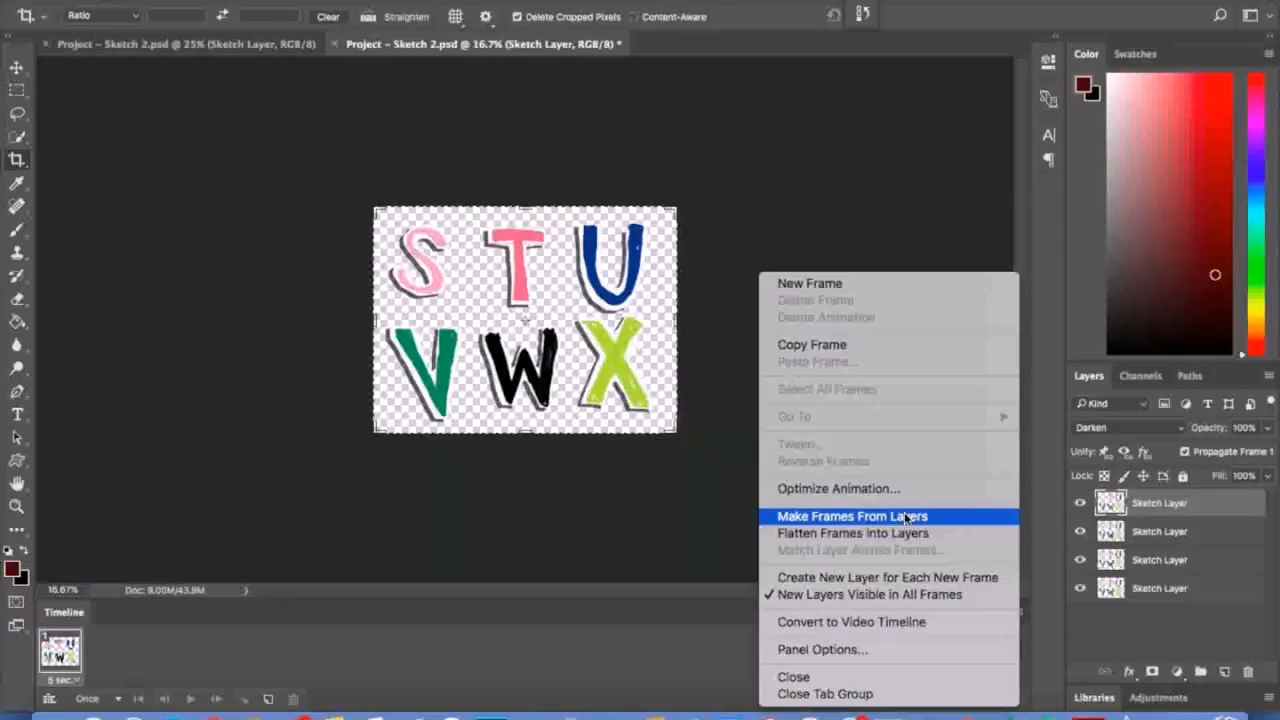 Ratio Clear Straighten Delete Cropped Pixels Content-Aware
Project – Sketch 2.psd @ 25% (Sketch Layer, RGB/8) Project – Sketch 2.psd @ 16.7% (Sketch Layer, RGB/8) *
Color Swatches
S T U
V W X
New Frame
Delete Frame
Delete Animation
Copy Frame
Paste Frame...
Select All Frames
Go To
Tween...
Reverse Frames
Optimize Animation...
Make Frames From Layers
Flatten Frames Into Layers
Match Layer Across Frames...
Create New Layer for Each New Frame
New Layers Visible in All Frames
Convert to Video Timeline
Panel Options...
Close
Close Tab Group
Layers Channels Paths
Kind
Darken Opacity: 100%
Unify: Propagate Frame 1
Lock: Fill: 100%
Sketch Layer
Sketch Layer
Sketch Layer
Sketch Layer
Libraries Adjustments
16.67% Doc: 9.00M/43.9M
Timeline
1
5 sec.
Once